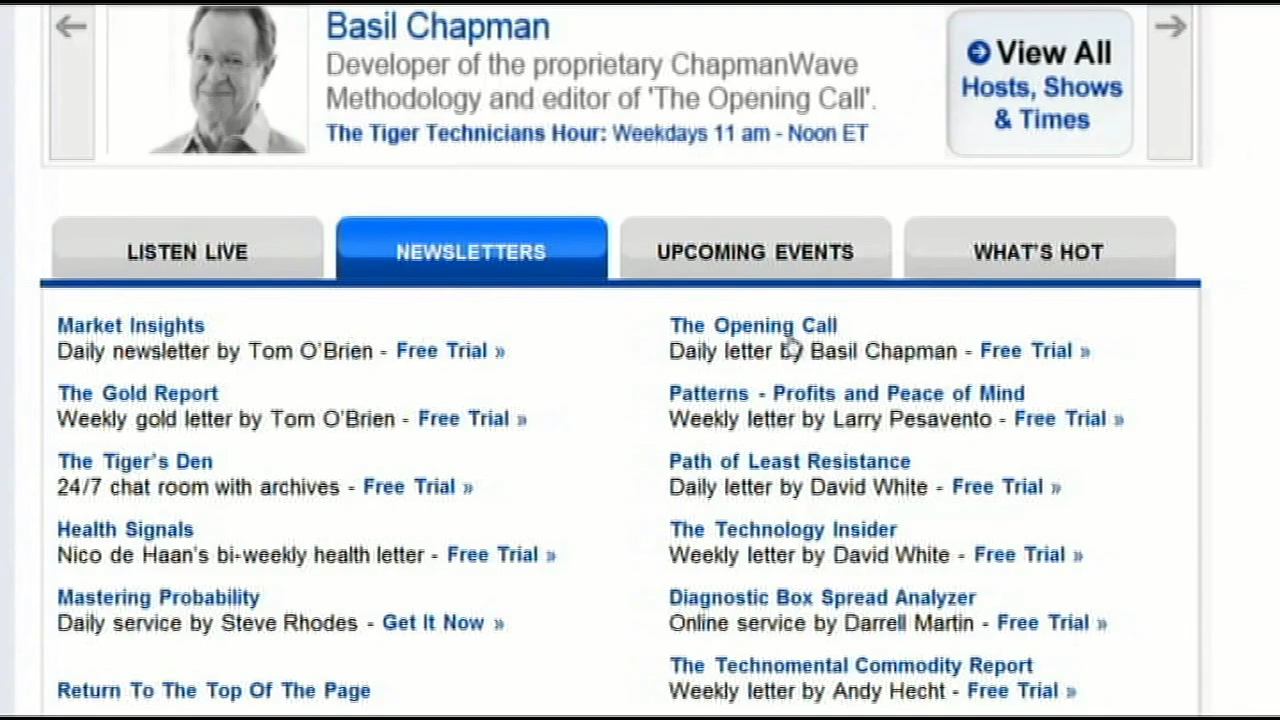 Basil Chapman
Developer of the proprietary ChapmanWave
Methodology and editor of 'The Opening Call'.
The Tiger Technicians Hour: Weekdays 11 am - Noon ET
View All
Hosts, Shows
& Times
LISTEN LIVE
NEWSLETTERS
UPCOMING EVENTS
WHAT'S HOT
Market Insights
Daily newsletter by Tom O'Brien - Free Trial »
The Gold Report
Weekly gold letter by Tom O'Brien - Free Trial »
The Tiger's Den
24/7 chat room with archives - Free Trial »
Health Signals
Nico de Haan's bi-weekly health letter - Free Trial »
Mastering Probability
Daily service by Steve Rhodes - Get It Now »
Return To The Top Of The Page
The Opening Call
Daily letter by Basil Chapman - Free Trial »
Patterns - Profits and Peace of Mind
Weekly letter by Larry Pesavento - Free Trial »
Path of Least Resistance
Daily letter by David White - Free Trial »
The Technology Insider
Weekly letter by David White - Free Trial »
Diagnostic Box Spread Analyzer
Online service by Darrell Martin - Free Trial »
The Technomental Commodity Report
Weekly letter by Andy Hecht - Free Trial »